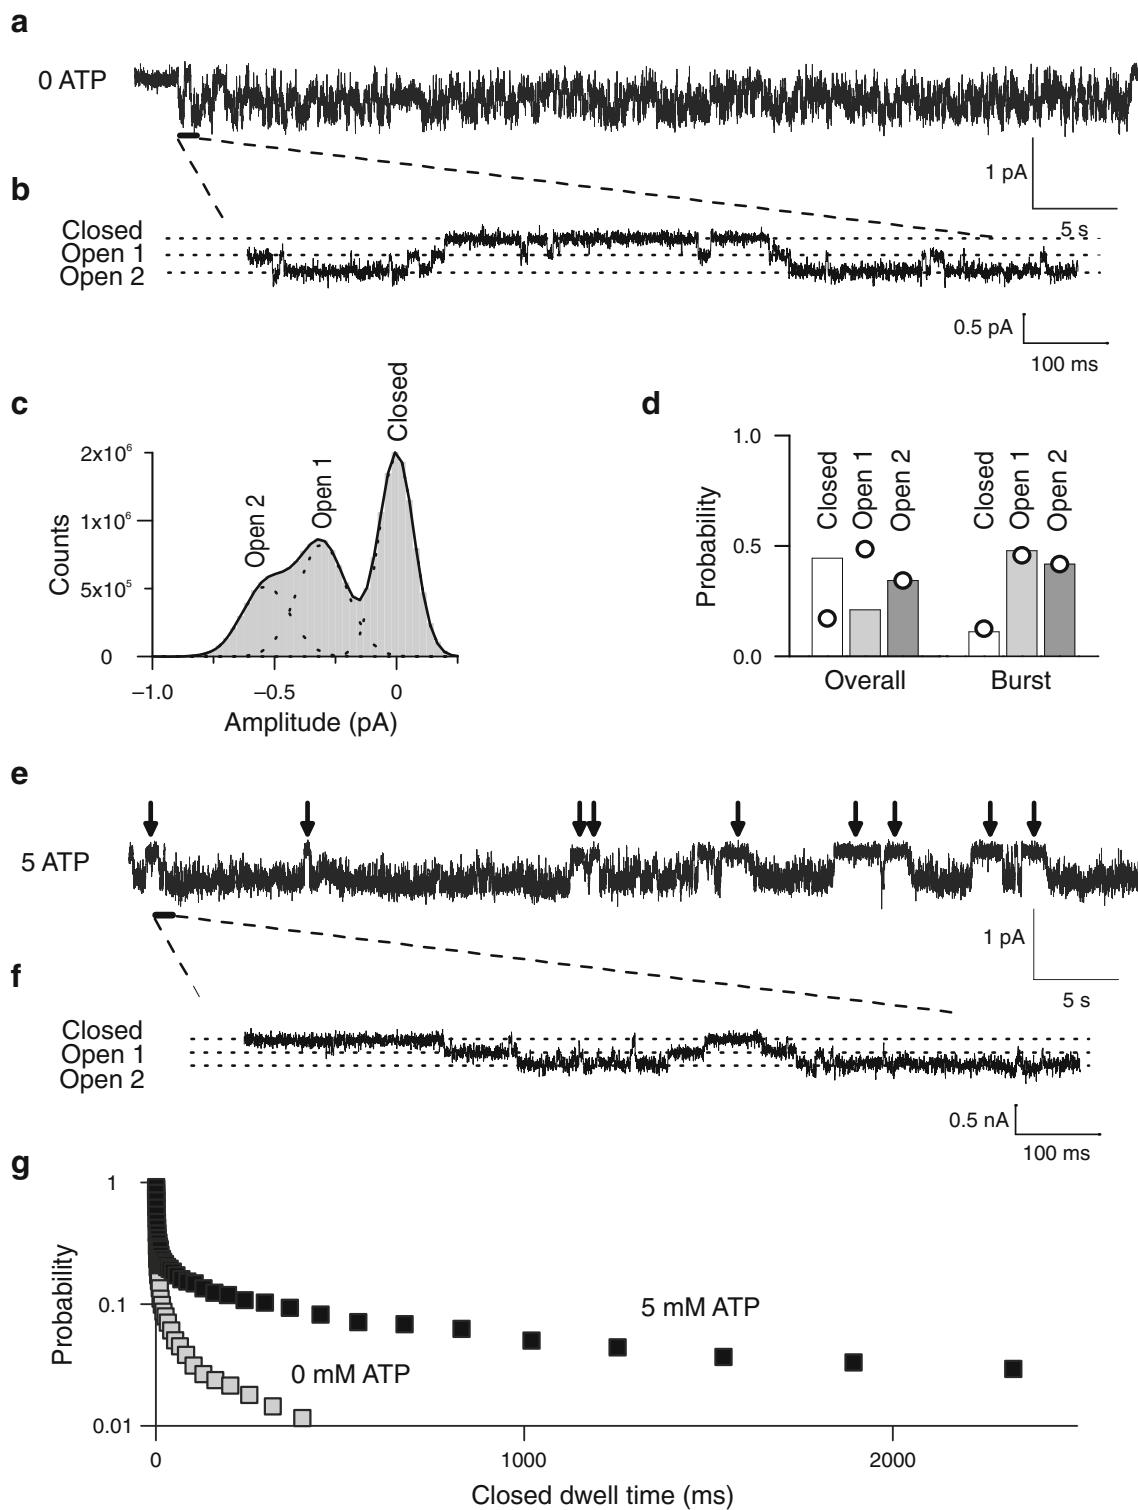 a
0 ATP
1 pA
5 s
b
Closed
Open 1
Open 2
0.5 pA
100 ms
c
Closed
Open 1
Open 2
2x10⁶
1x10⁶
5x10⁵
0
Counts
−1.0
−0.5
0
Amplitude (pA)
d
1.0
0.5
0.0
Probability
Closed
Open 1
Open 2
Closed
Open 1
Open 2
Overall
Burst
e
5 ATP
1 pA
5 s
f
Closed
Open 1
Open 2
0.5 nA
100 ms
g
1
0.1
0.01
Probability
5 mM ATP
0 mM ATP
0
1000
2000
Closed dwell time (ms)